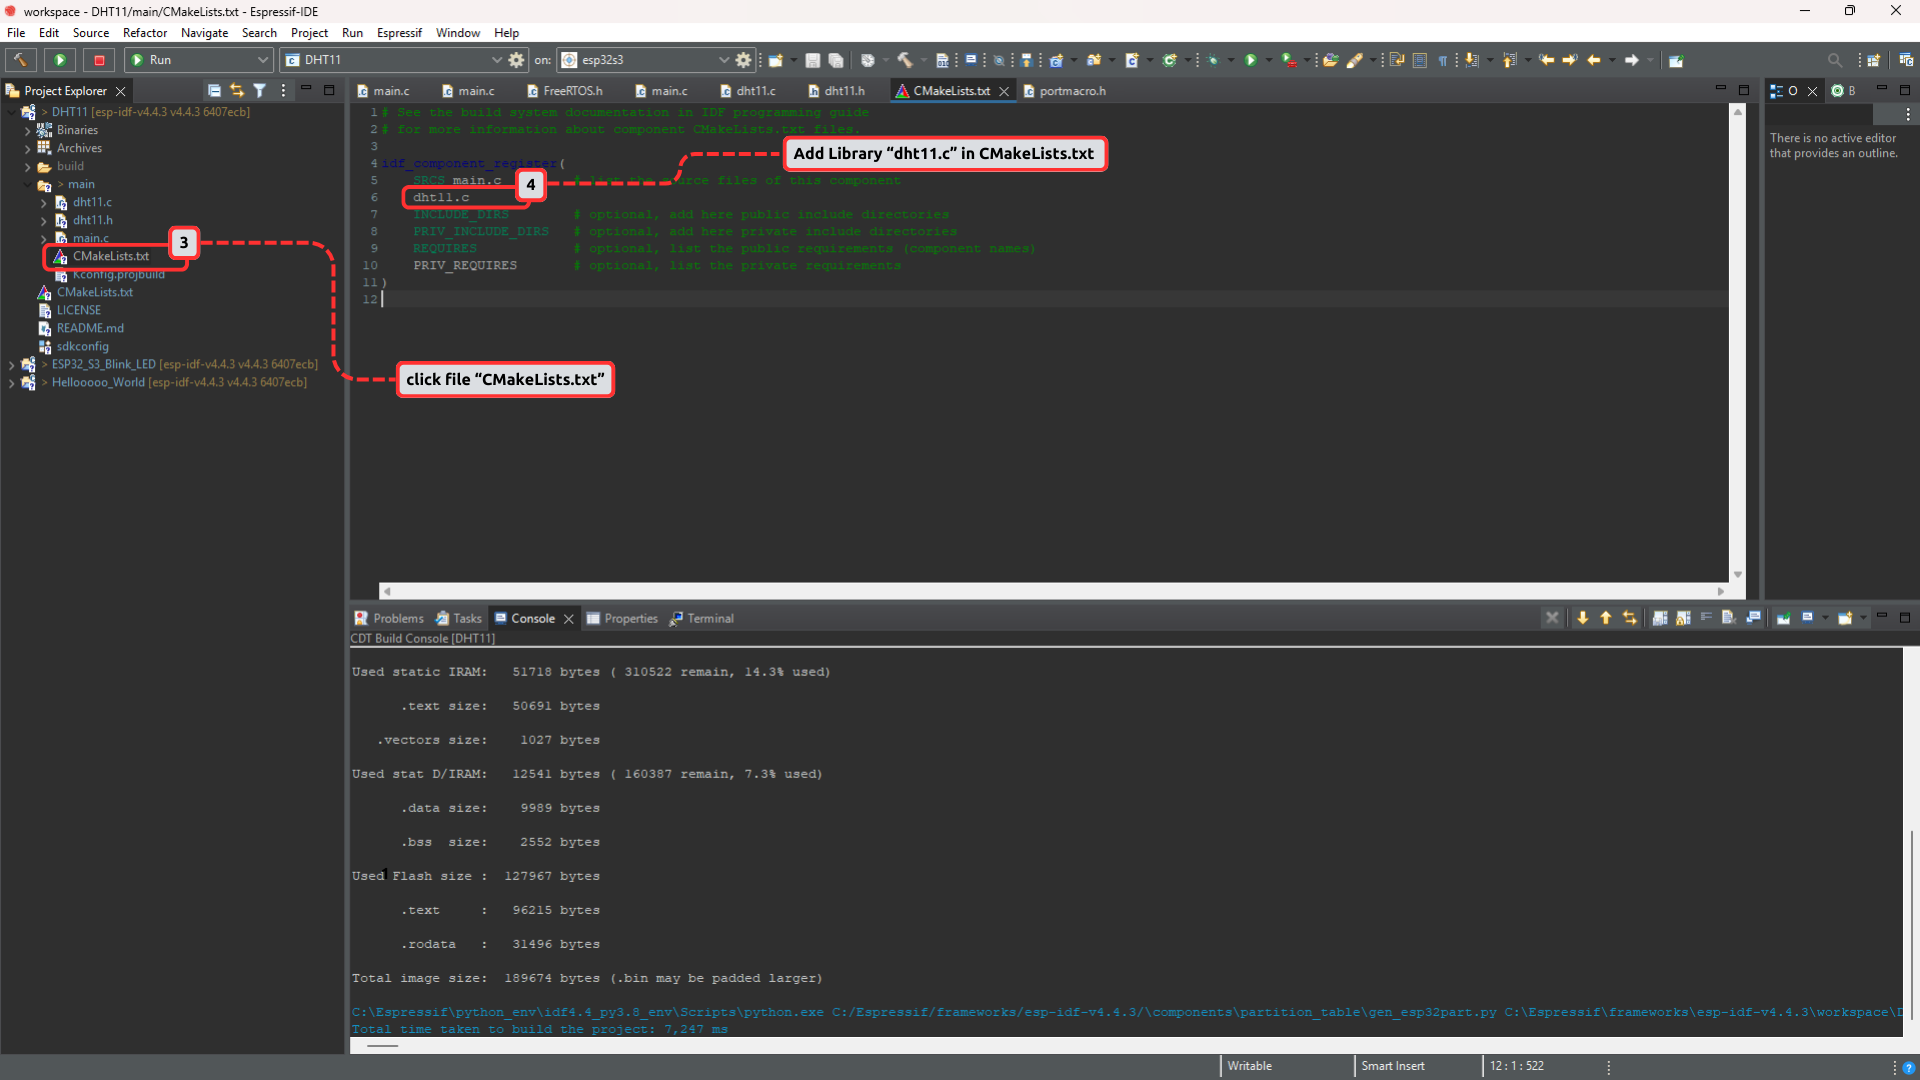 workspace - DHT11/main/CMakeLists.txt - Espressif-IDE
File Edit Source Refactor Navigate Search Project Run Espressif Window Help
Run DHT11 on: esp32s3
Project Explorer
DHT11 [esp-idf-v4.4.3 v4.4.3 6407ecb]
Binaries
Archives
build
> main
dht11.c
dht11.h
main.c
CMakeLists.txt
Kconfig.projbuild
CMakeLists.txt
LICENSE
README.md
sdkconfig
> ESP32_S3_Blink_LED [esp-idf-v4.4.3 v4.4.3 6407ecb]
> Hellooooo_World [esp-idf-v4.4.3 v4.4.3 6407ecb]
3
click file “CMakeLists.txt”
main.c main.c FreeRTOS.h main.c dht11.c dht11.h CMakeLists.txt portmacro.h
1 # See the build system documentation in IDF programming guide
2 # for more information about component CMakeLists.txt files.
3
4 idf_component_register(
5 SRCS main.c # list the source files of this component
6 dht11.c
7 INCLUDE_DIRS # optional, add here public include directories
8 PRIV_INCLUDE_DIRS # optional, add here private include directories
9 REQUIRES # optional, list the public requirements (component names)
10 PRIV_REQUIRES # optional, list the private requirements
11 )
12
4
Add Library “dht11.c” in CMakeLists.txt
O B
There is no active editor
that provides an outline.
Problems Tasks Console Properties Terminal
CDT Build Console [DHT11]
Used static IRAM: 51718 bytes ( 310522 remain, 14.3% used)
.text size: 50691 bytes
.vectors size: 1027 bytes
Used stat D/IRAM: 12541 bytes ( 160387 remain, 7.3% used)
.data size: 9989 bytes
.bss size: 2552 bytes
Used Flash size : 127967 bytes
.text : 96215 bytes
.rodata : 31496 bytes
Total image size: 189674 bytes (.bin may be padded larger)
C:\Espressif\python_env\idf4.4_py3.8_env\Scripts\python.exe C:/Espressif/frameworks/esp-idf-v4.4.3/\components\partition_table\gen_esp32part.py C:\Espressif\frameworks\esp-idf-v4.4.3\workspace\D
Total time taken to build the project: 7,247 ms
Writable Smart Insert 12 : 1 : 522